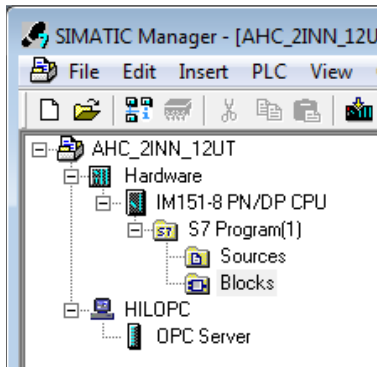 SIMATIC Manager - [AHC_2INN_12U
File Edit Insert PLC View
AHC_2INN_12UT
Hardware
IM151-8 PN/DP CPU
S7 Program(1)
Sources
Blocks
HILOPC
OPC Server